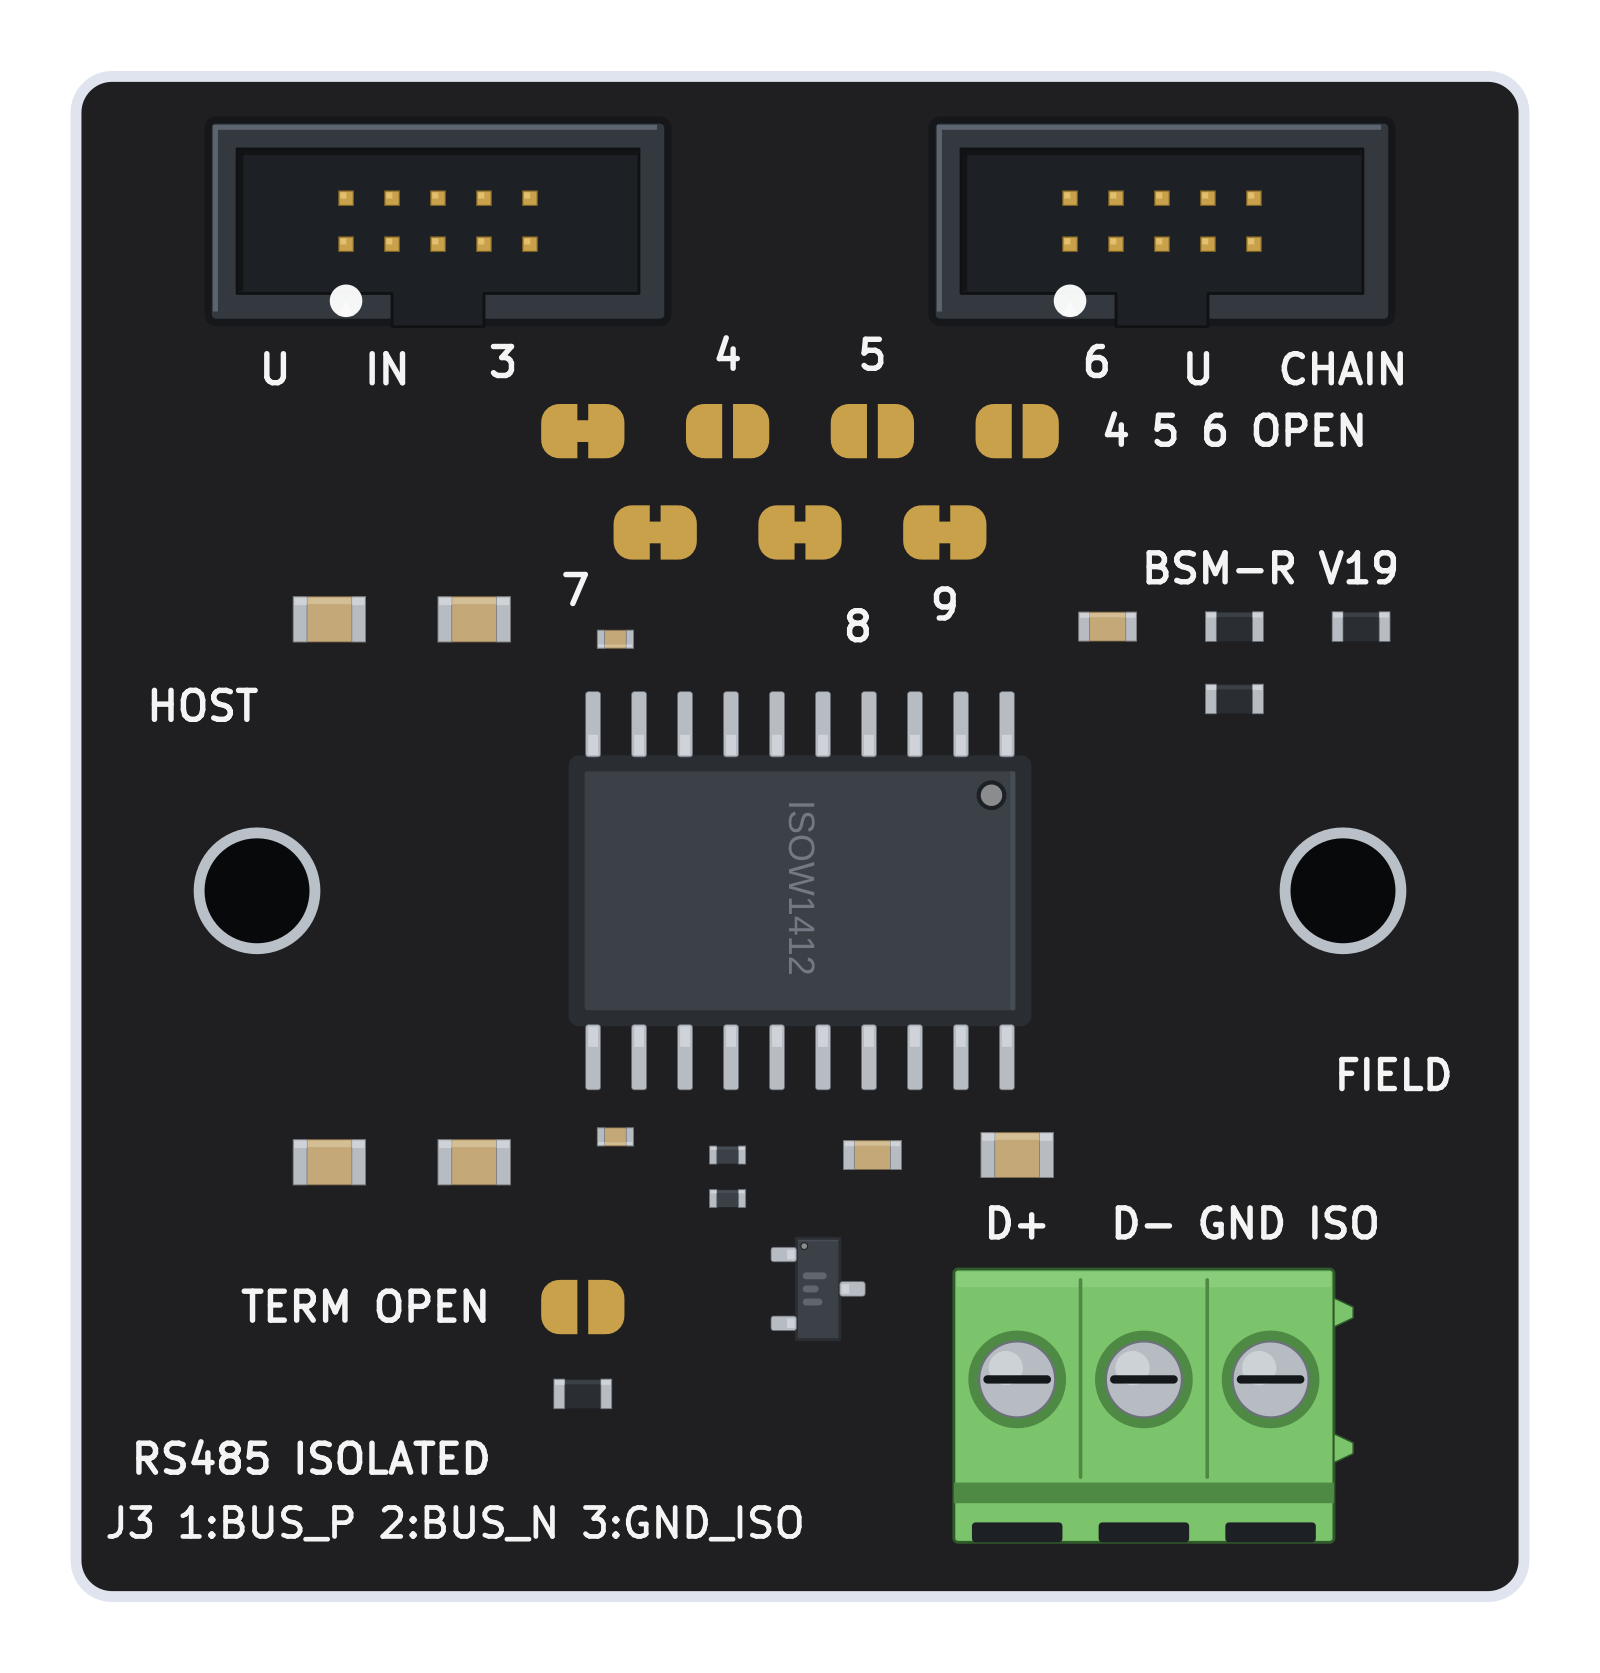 4 5
U IN 3 6 U CHAIN
4 5 6 OPEN
BSM-R V19
7 8 9
HOST
ISOW1412
FIELD
D+ D- GND ISO
TERM OPEN
RS485 ISOLATED
J3 1:BUS_P 2:BUS_N 3:GND_ISO